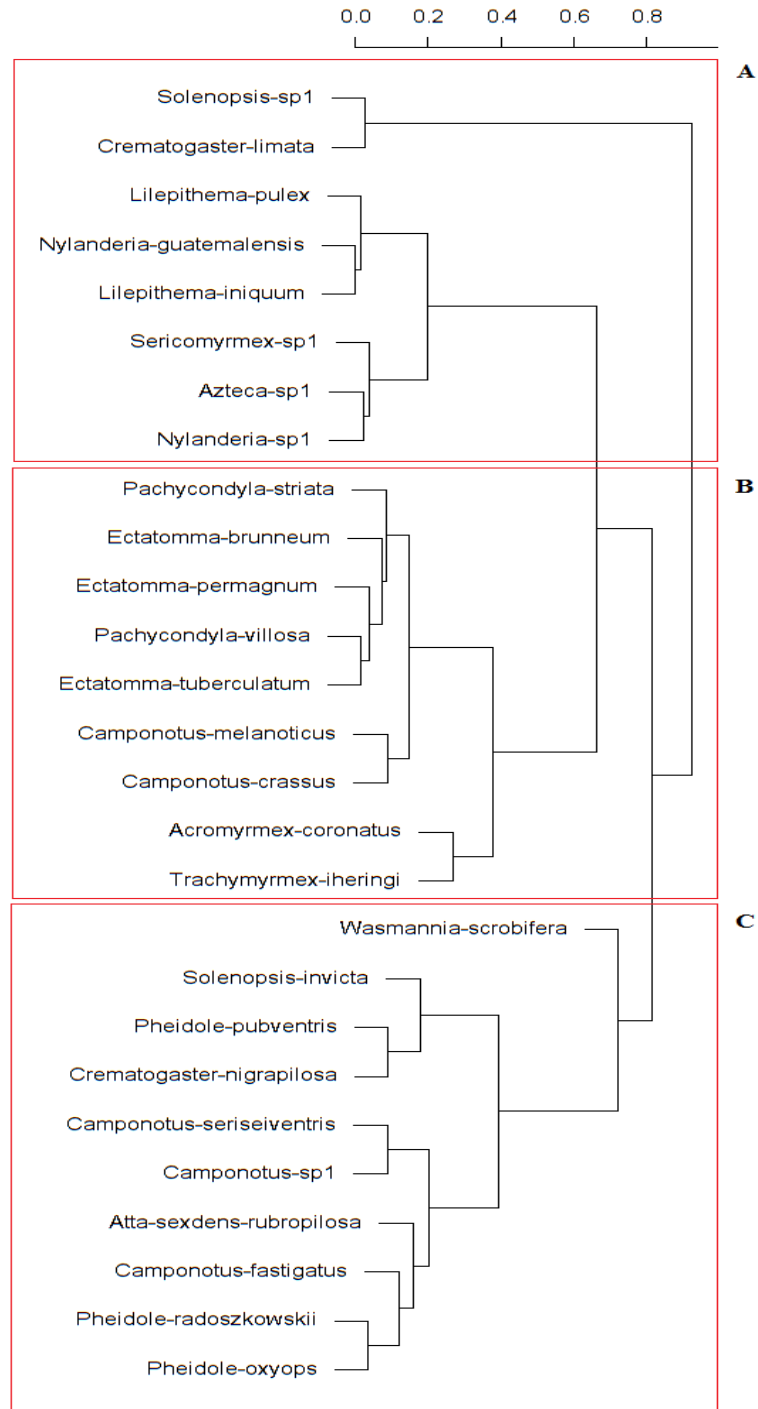 0.0 0.2 0.4 0.6 0.8
A
Solenopsis-sp1
Crematogaster-limata
Lilepithema-pulex
Nylanderia-guatemalensis
Lilepithema-iniquum
Sericomyrmex-sp1
Azteca-sp1
Nylanderia-sp1
B
Pachycondyla-striata
Ectatomma-brunneum
Ectatomma-permagnum
Pachycondyla-villosa
Ectatomma-tuberculatum
Camponotus-melanoticus
Camponotus-crassus
Acromyrmex-coronatus
Trachymyrmex-iheringi
C
Wasmannia-scrobifera
Solenopsis-invicta
Pheidole-pubventris
Crematogaster-nigrapilosa
Camponotus-seriseiventris
Camponotus-sp1
Atta-sexdens-rubropilosa
Camponotus-fastigatus
Pheidole-radoszkowskii
Pheidole-oxyops